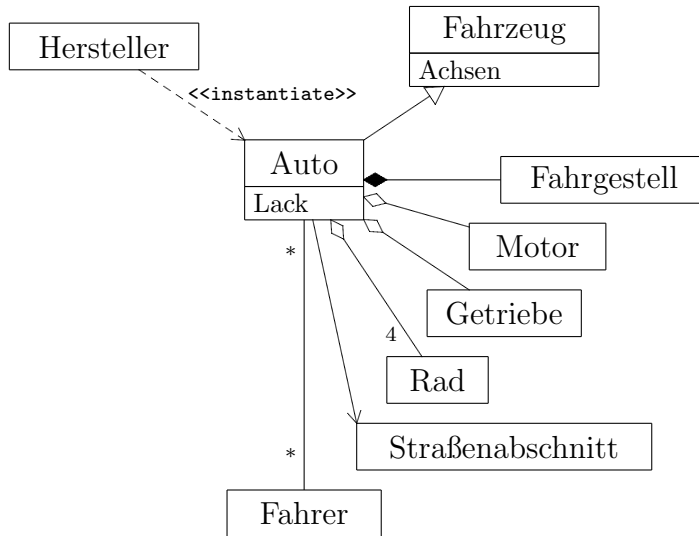 Fahrzeug
Hersteller
Achsen
<<instantiate>>
Auto
Fahrgestell
Lack
Motor
*
Getriebe
4
Rad
Straßenabschnitt
*
Fahrer